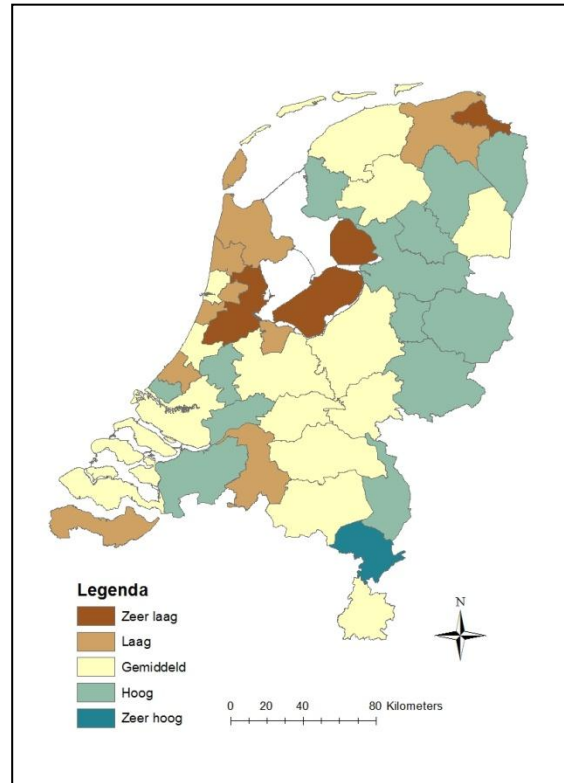 Legenda
Zeer laag
Laag
Gemiddeld
Hoog
Zeer hoog
N
0 20 40 80 Kilometers